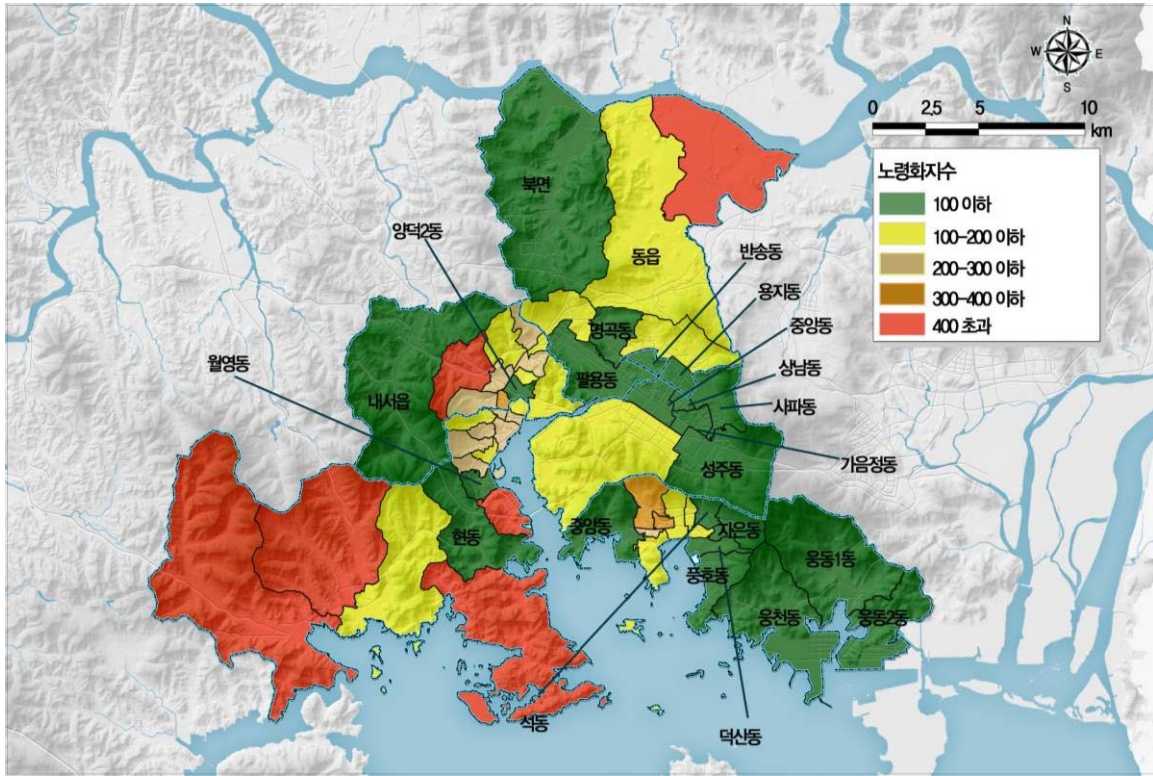 N
W
E
S
0
2.5
5
10
km
노령화지수
100 이하
100-200 이하
200-300 이하
300-400 이하
400 초과
북면
양덕2동
동읍
반송동
용지동
명곡동
중앙동
월영동
팔용동
상남동
내서읍
사파동
성주동
가음정동
현동
중앙동
자은동
웅동1동
풍호동
웅천동
웅동2동
석동
덕산동